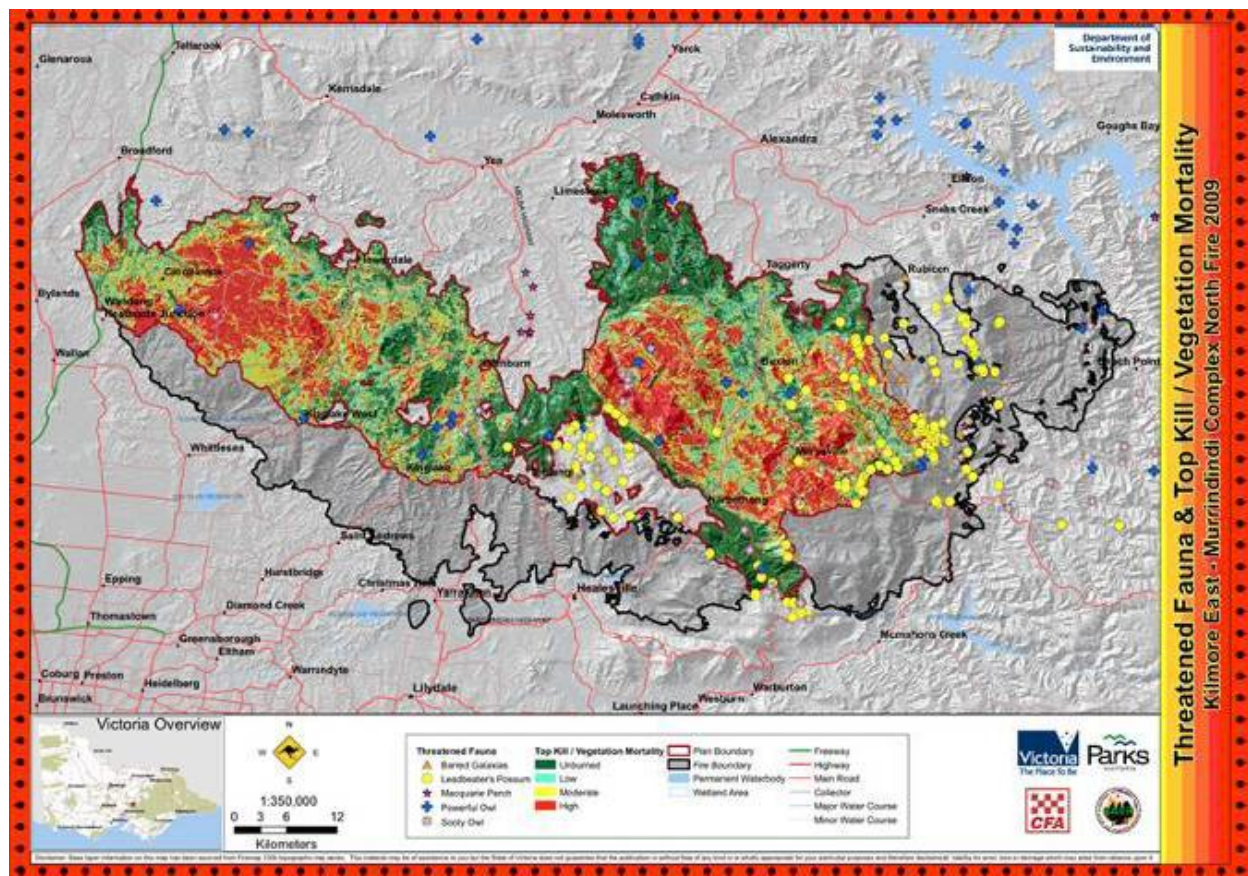 Department of
Sustainability and
Environment
Glenaroua
Tallarook
Yarck
Kerrisdale
Cathkin
Molesworth
Goughs Bay
Alexandra
Broadford
Yea
Limestone
Eildon
Snobs Creek
Flowerdale
Taggerty
Rubicon
Bylands
Wandong
Heathcote Junction
Wallan
Glenburn
Buxton
Kinglake West
Whittlesea
Kinglake
Marysville
Narbethong
Saint Andrews
Epping
Hurstbridge
Christmas Hills
Yarra Glen
Healesville
Diamond Creek
Thomastown
Greensborough
Eltham
Mcmahons Creek
Coburg
Preston
Heidelberg
Warrandyte
Brunswick
Lilydale
Launching Place
Wesburn
Warburton
Threatened Fauna & Top Kill / Vegetation Mortality
Kilmore East - Murrindindi Complex North Fire 2009
Victoria Overview
N
W E
S
1:350,000
0 3 6 12
Kilometers
Threatened Fauna
Barred Galaxias
Leadbeater's Possum
Macquarie Perch
Powerful Owl
Sooty Owl
Top Kill / Vegetation Mortality
Unburned
Low
Moderate
High
Plan Boundary
Fire Boundary
Permanent Waterbody
Wetland Area
Freeway
Highway
Main Road
Collector
Major Water Course
Minor Water Course
Victoria
The Place To Be
Parks
CFA